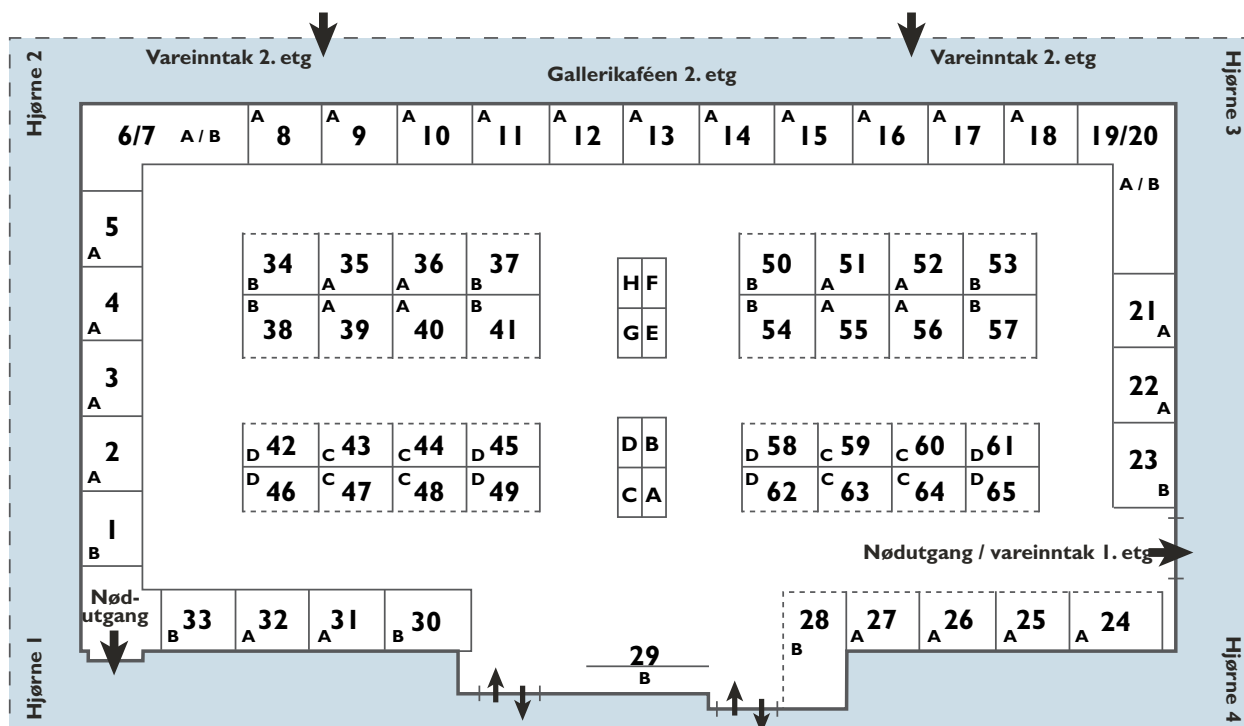 Vareinntak 2. etg
Vareinntak 2. etg
Gallerikaféen 2. etg
Hjørne 2
Hjørne 3
6/7 A / B
A 8
A 9
A 10
A 11
A 12
A 13
A 14
A 15
A 16
A 17
A 18
19/20
A / B
5
A
4
A
3
A
2
A
1
B
B 34
A 35
A 36
B 37
B 38
A 39
A 40
B 41
H F
G E
B 50
A 51
A 52
B 53
B 54
A 55
A 56
B 57
21
A
22
A
23
B
D 42
C 43
C 44
D 45
D 46
C 47
C 48
D 49
D B
C A
D 58
C 59
C 60
D 61
D 62
C 63
C 64
D 65
Nødutgang / vareinntak 1. etg
Nød-
utgang
B 33
A 32
A 31
B 30
29
B
28
B
A 27
A 26
A 25
A 24
Hjørne 1
Hjørne 4